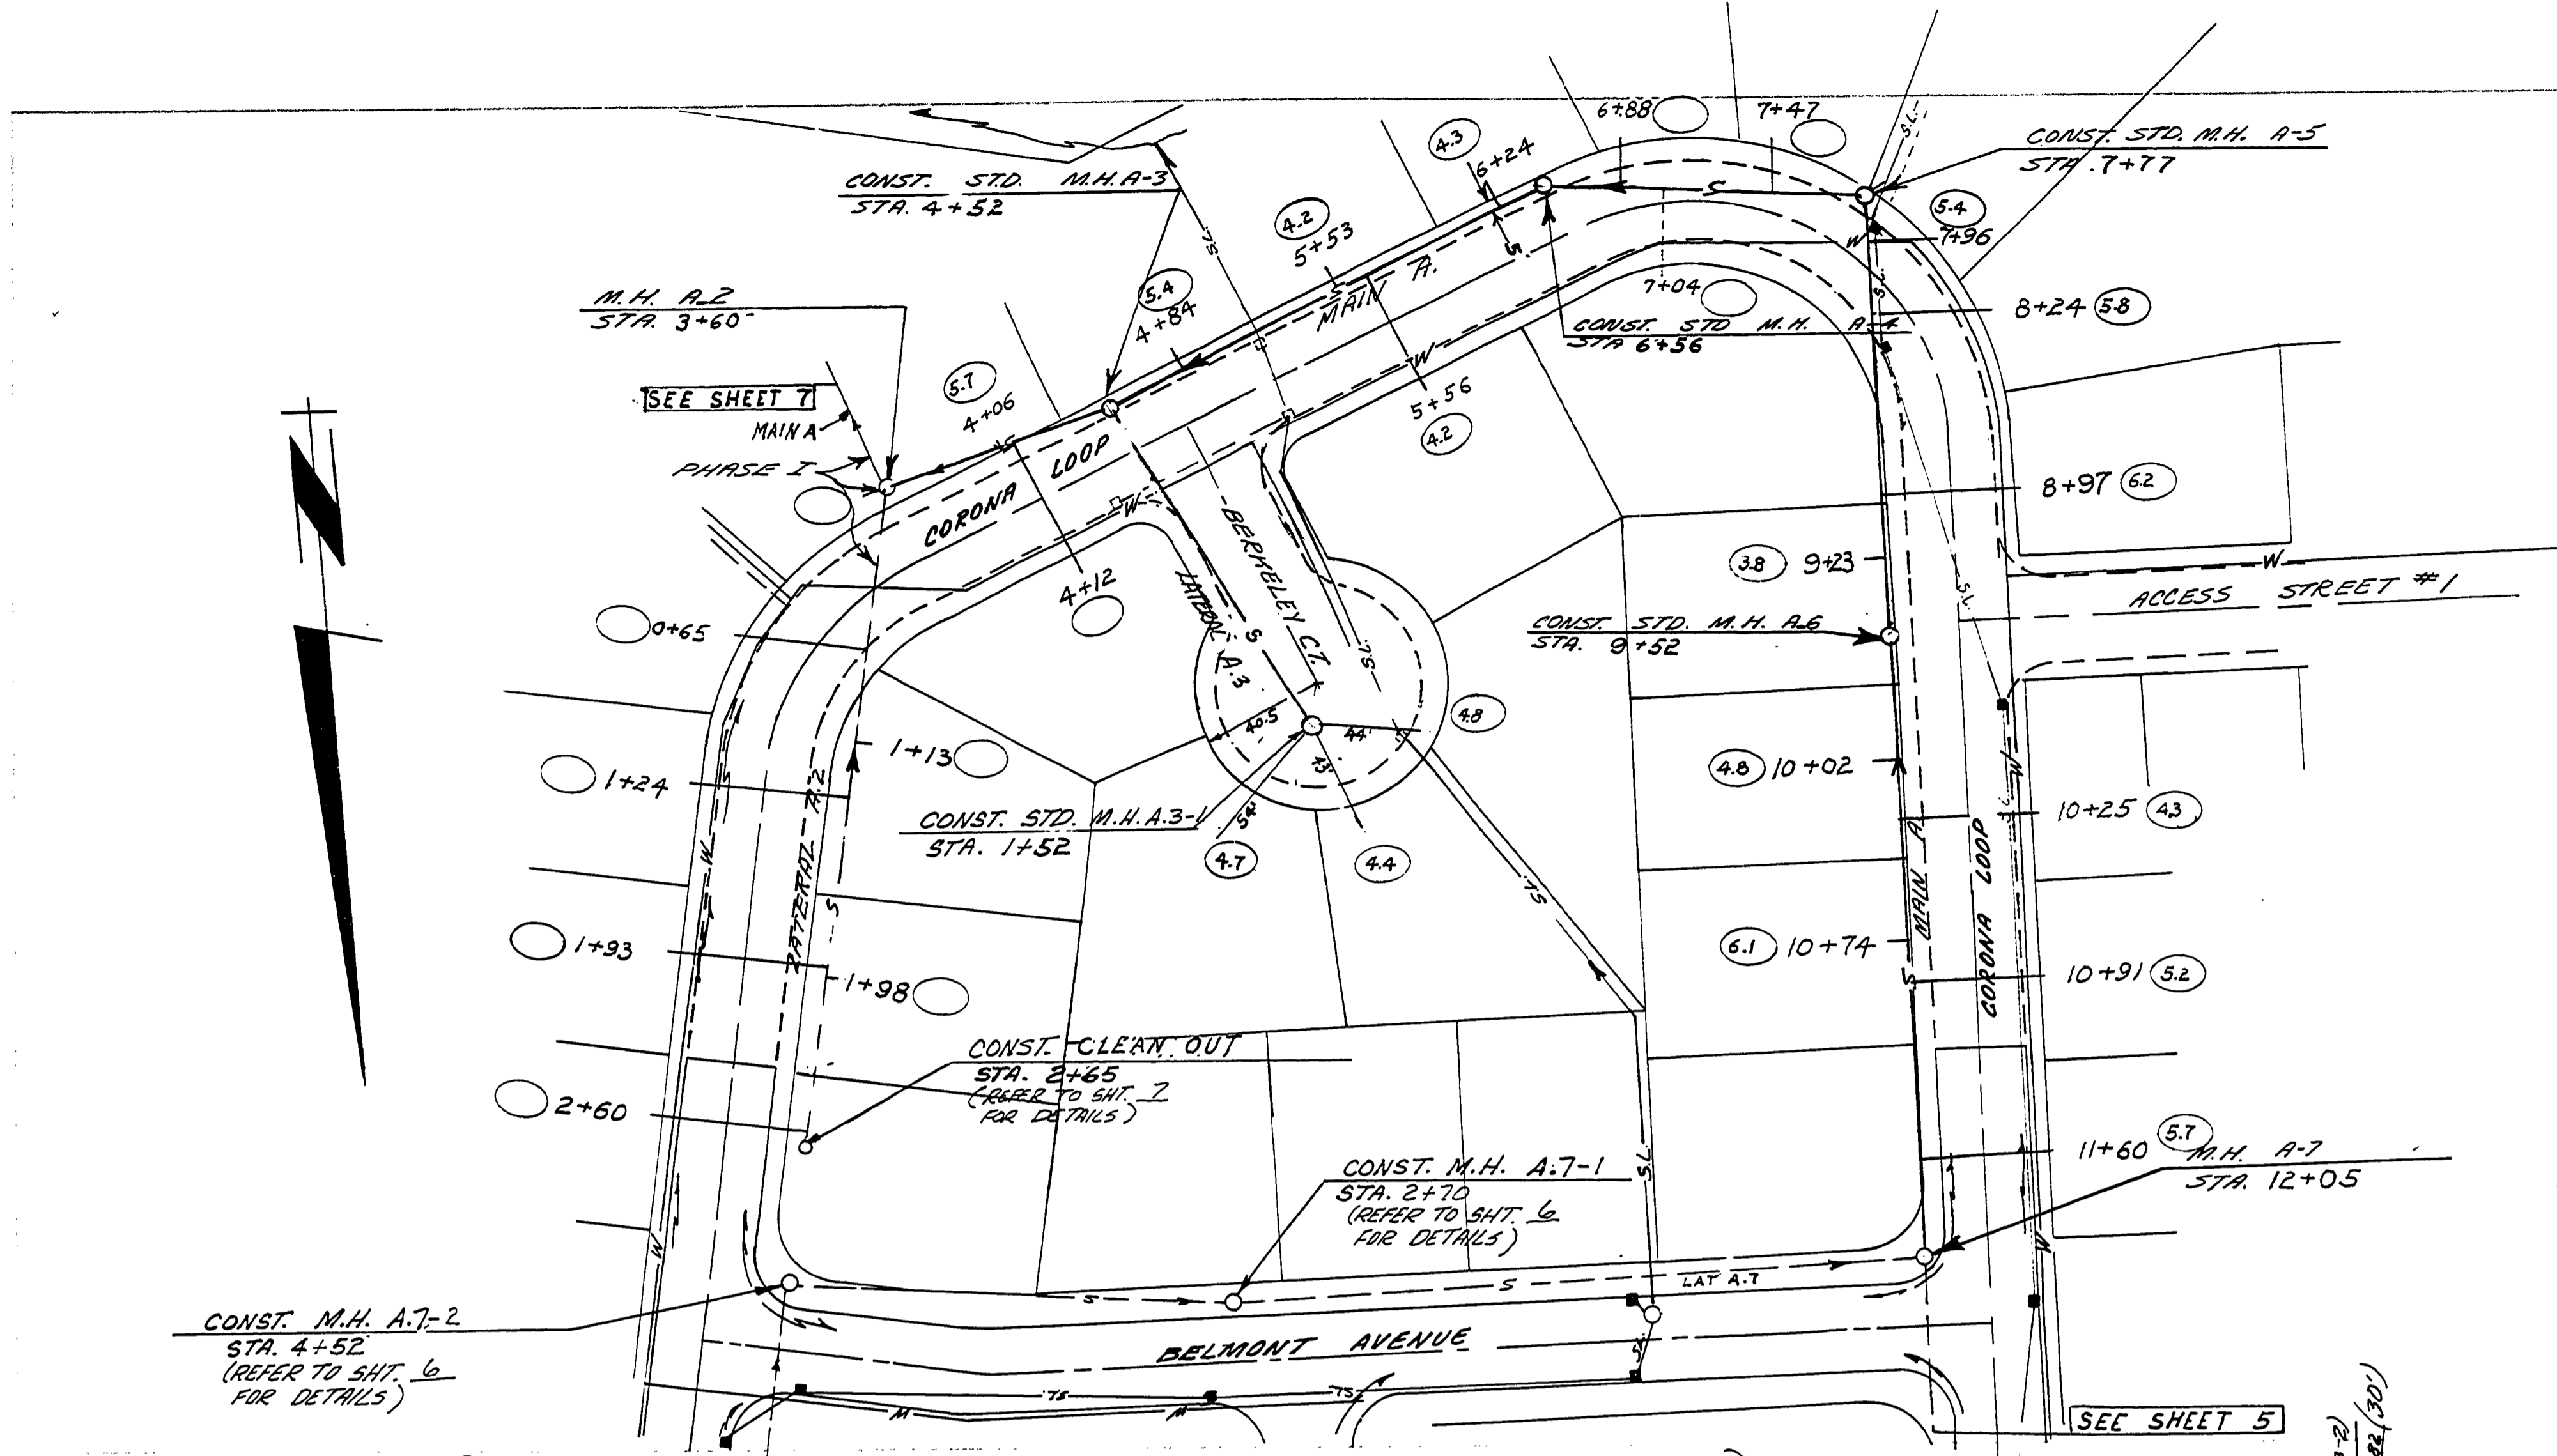 6+88
7+47
4.3
6+24
CONST. STD. M.H. A-5
STA. 7+77
CONST. STD. M.H. A-3
STA. 4+52
S.L.
4.2
5+53
5.4
7+96
W
S
S
MAIN A.
5.4
4+84
M.H. A-2
STA. 3+60
7+04
S.L.
8+24 5.8
CONST. STD M.H. A-4
STA 6+56
SEE SHEET 7
MAIN A
5.7
4+06
W
5+56
4.2
PHASE I
CORONA LOOP
W
8+97 6.2
3.8 9+23
W
ACCESS STREET #1
4+12
LATERAL A.3
BERKELEY CT.
S
S.L.
S.L.
0+65
CONST. STD. M.H. A-6
STA. 9+52
40.5
44'
43'
54'
4.8
1+24
1+13
S
4.8 10+02
W
10+25 4.3
CONST. STD. M.H. A.3-1
STA. 1+52
4.7
4.4
LATERAL A.2
W
S
S.L.
MAIN A
CORONA LOOP
1+93
1+98
6.1 10+74
S
10+91 5.2
CONST. CLEAN OUT
STA. 2+65
(REFER TO SHT. 7
FOR DETAILS)
2+60
5.7
11+60
M.H. A-7
STA. 12+05
CONST. M.H. A.7-1
STA. 2+70
(REFER TO SHT. 6
FOR DETAILS)
S.L.
W
W
S
S
LAT A.7
CONST. M.H. A.7-2
STA. 4+52
(REFER TO SHT. 6
FOR DETAILS)
BELMONT AVENUE
S.L.
S.L.
S.L.
W
W
SEE SHEET 5
82 (30')